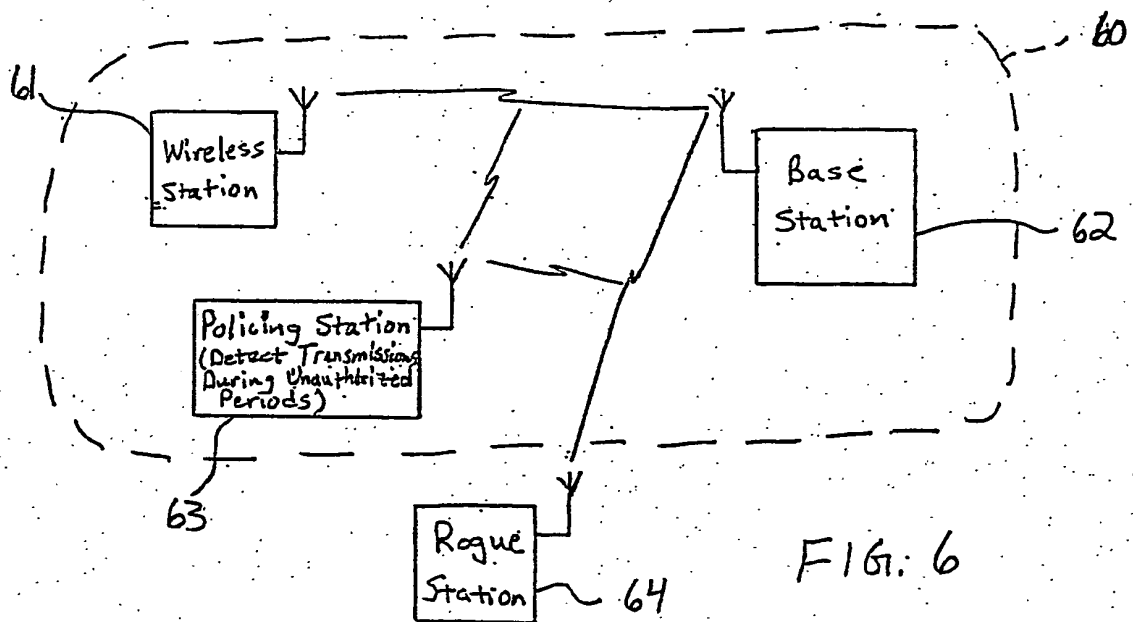 60
61
Wireless
Station
Base
Station
62
Policing Station
(Detect Transmissions
During Unauthorized
Periods)
63
Rogue
Station
64
FIG. 6